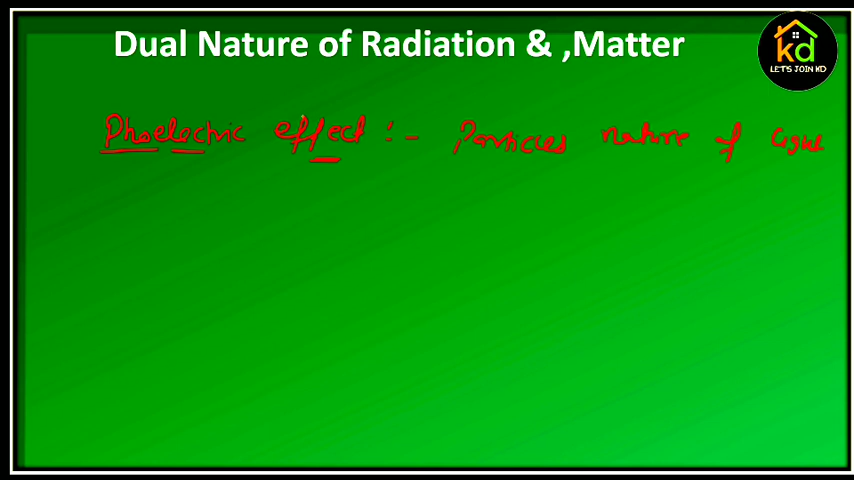 Dual Nature of Radiation & ,Matter
kd
LET'S JOIN KD
Phoelectric effect :- Particles nature of light